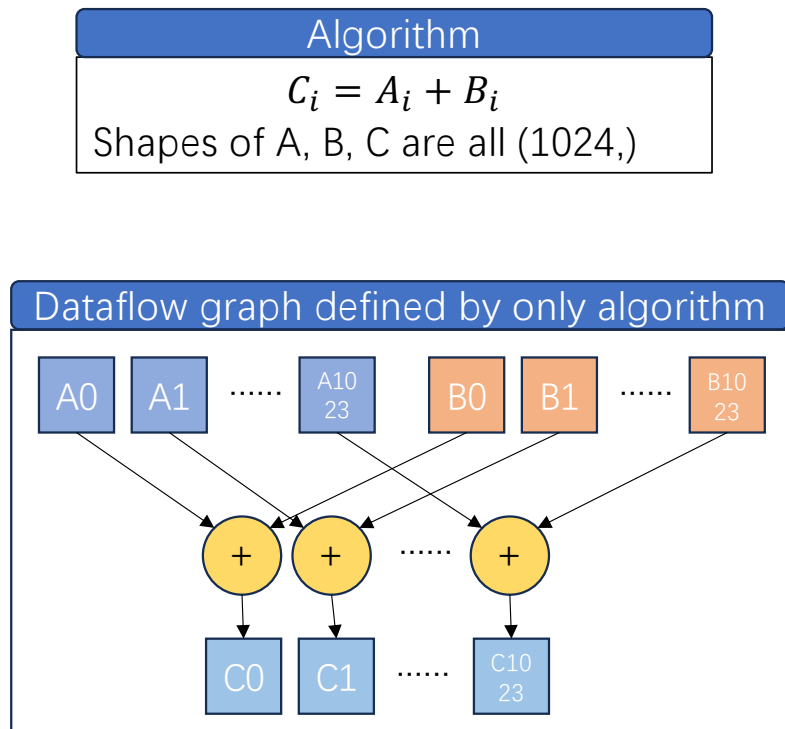 Algorithm
C_i = A_i + B_i
Shapes of A, B, C are all (1024,)
Dataflow graph defined by only algorithm
A0 A1 ...... A10 B0 B1 ...... B10
23 23
+ + ...... +
C0 C1 ...... C10
23